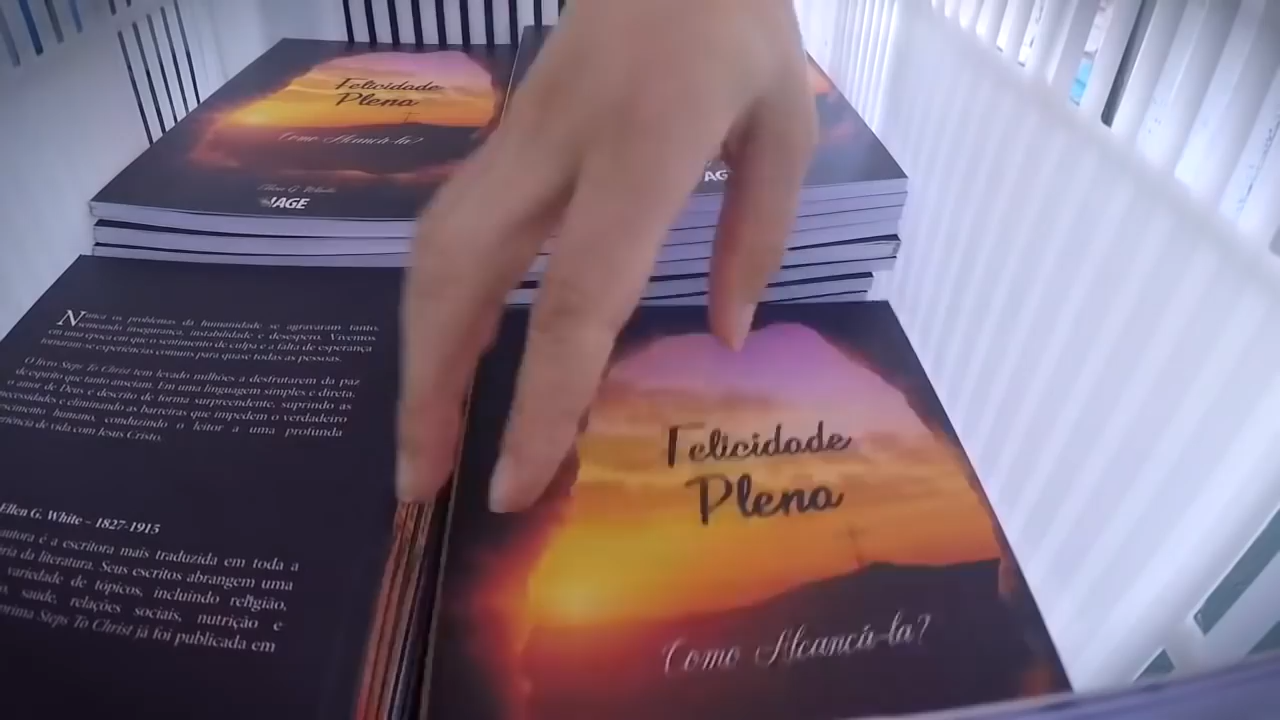 Felicidade
Plena
Como Alcançá-la?
Ellen G. White
IAGE
AG
Nunca os problemas da humanidade se agravaram tanto,
semeando insegurança, instabilidade e desespero. Vivemos
em uma época em que o sentimento de culpa e a falta de esperança
tornaram-se experiências comuns para quase todas as pessoas.
O livro Steps To Christ tem levado milhões a desfrutarem da paz
de espírito que tanto anseiam. Em uma linguagem simples e direta,
o amor de Deus é descrito de forma surpreendente, suprindo as
necessidades e eliminando as barreiras que impedem o verdadeiro
humano, conduzindo o leitor a uma profunda
de vida com Jesus Cristo.
Ellen G. White – 1827-1915
autora é a escritora mais traduzida em toda a
da literatura. Seus escritos abrangem uma
variedade de tópicos, incluindo religião,
saúde, relações sociais, nutrição e
Steps To Christ já foi publicada em
Felicidade
Plena
Como Alcançá-la?